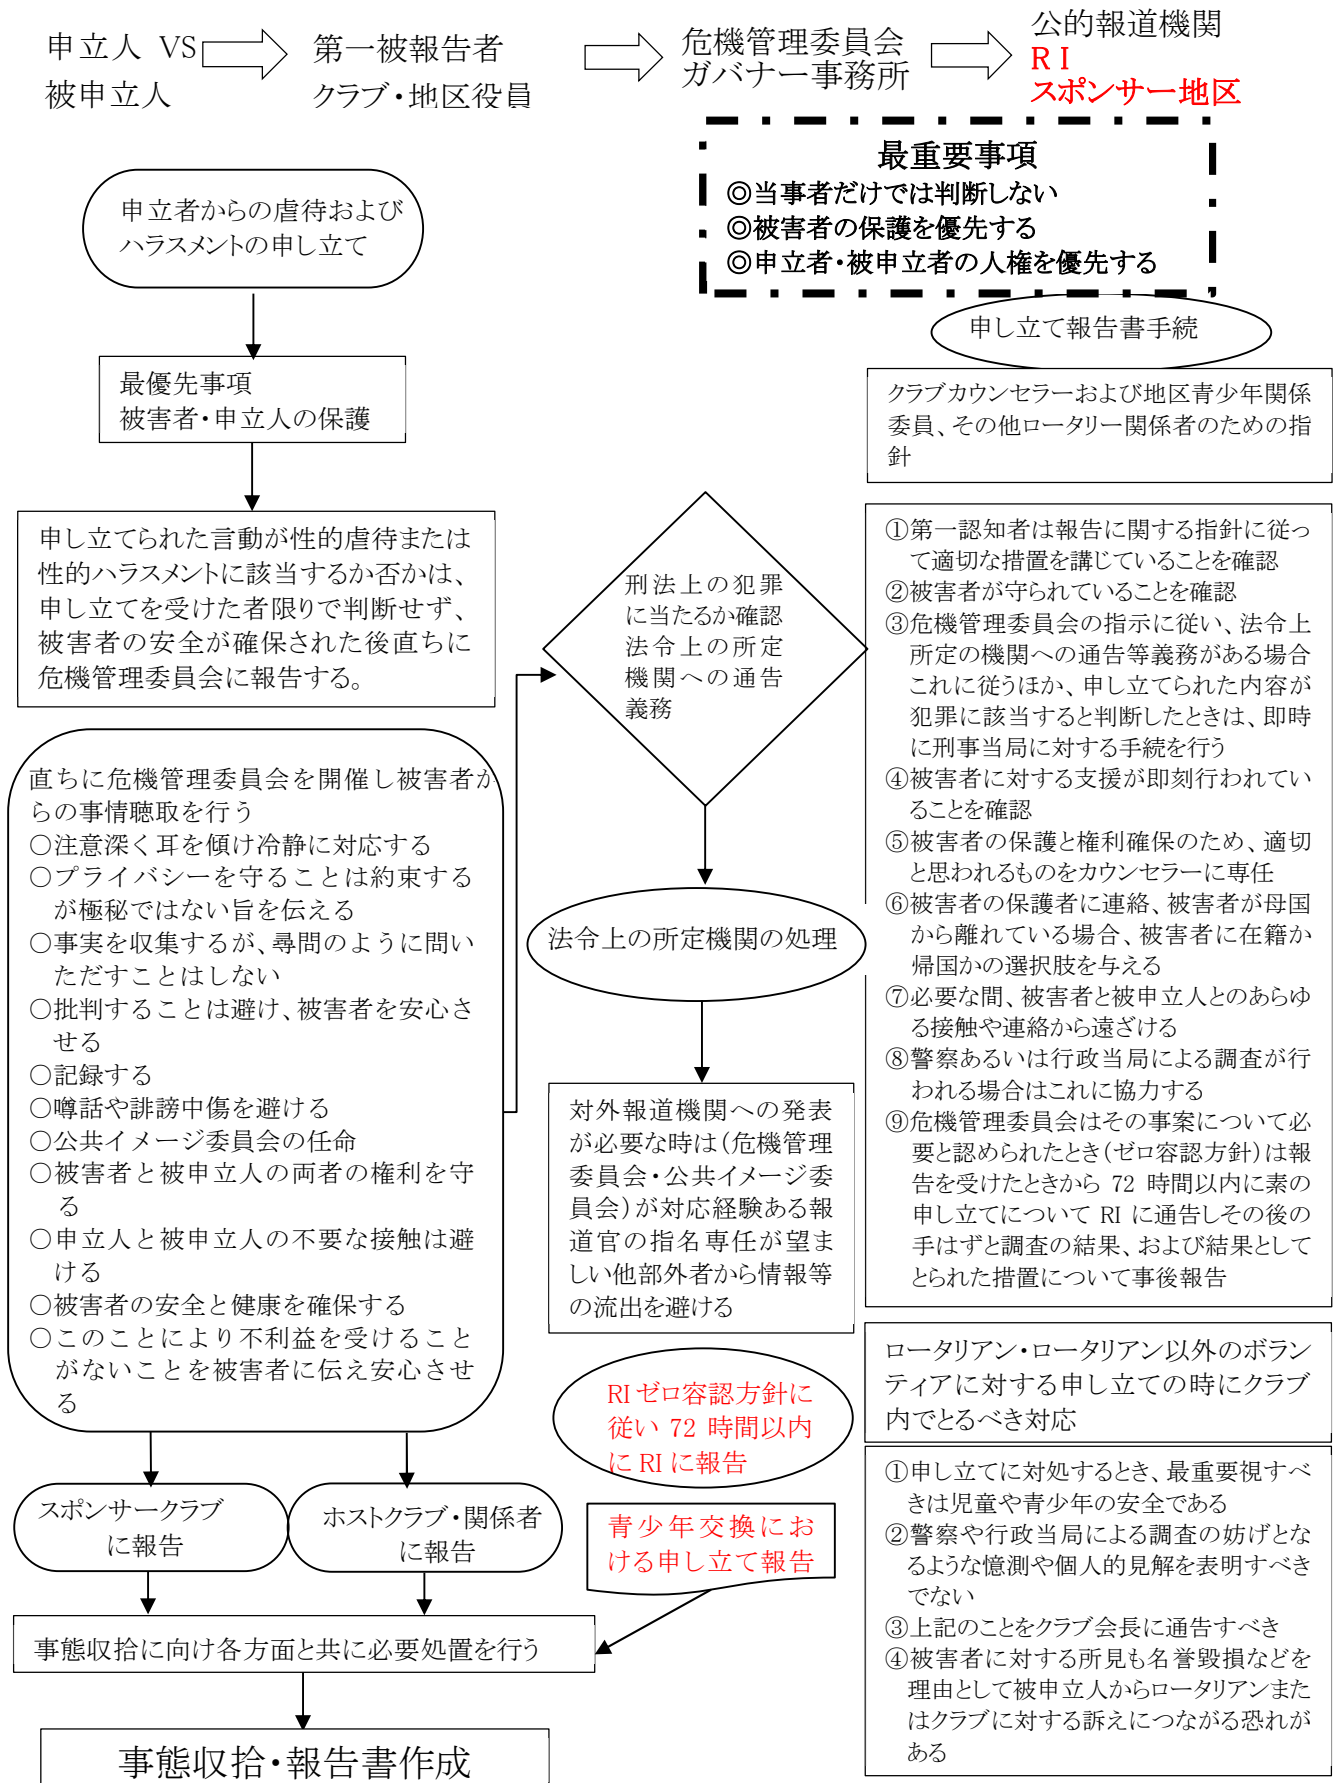 申立人 VS
被申立人
第一被報告者
クラブ・地区役員
危機管理委員会
ガバナー事務所
公的報道機関
RI
スポンサー地区
最重要事項
◎当事者だけでは判断しない
◎被害者の保護を優先する
◎申立者・被申立者の人権を優先する
申立者からの虐待および
ハラスメントの申し立て
最優先事項
被害者・申立人の保護
申し立てられた言動が性的虐待または
性的ハラスメントに該当するか否かは、
申し立てを受けた者限りで判断せず、
被害者の安全が確保された後直ちに
危機管理委員会に報告する。
直ちに危機管理委員会を開催し被害者か
らの事情聴取を行う
○注意深く耳を傾け冷静に対応する
○プライバシーを守ることは約束する
が極秘ではない旨を伝える
○事実を収集するが、尋問のように問い
ただすことはしない
○批判することは避け、被害者を安心さ
せる
○記録する
○噂話や誹謗中傷を避ける
○公共イメージ委員会の任命
○被害者と被申立人の両者の権利を守
る
○申立人と被申立人の不要な接触は避
ける
○被害者の安全と健康を確保する
○このことにより不利益を受けること
がないことを被害者に伝え安心させ
る
スポンサークラブ
に報告
ホストクラブ・関係者
に報告
事態収拾に向け各方面と共に必要処置を行う
事態収拾・報告書作成
刑法上の犯罪
に当たるか確認
法令上の所定
機関への通告
義務
法令上の所定機関の処理
対外報道機関への発表
が必要な時は(危機管理
委員会・公共イメージ委
員会)が対応経験ある報
道官の指名専任が望ま
しい他部外者から情報等
の流出を避ける
RIゼロ容認方針に
従い 72 時間以内
に RI に報告
青少年交換にお
ける申し立て報告
申し立て報告書手続
クラブカウンセラーおよび地区青少年関係
委員、その他ロータリー関係者のための指
針
①第一認知者は報告に関する指針に従っ
て適切な措置を講じていることを確認
②被害者が守られていることを確認
③危機管理委員会の指示に従い、法令上
所定の機関への通告等義務がある場合
これに従うほか、申し立てられた内容が
犯罪に該当すると判断したときは、即時
に刑事当局に対する手続を行う
④被害者に対する支援が即刻行われてい
ることを確認
⑤被害者の保護と権利確保のため、適切
と思われるものをカウンセラーに専任
⑥被害者の保護者に連絡、被害者が母国
から離れている場合、被害者に在籍か
帰国かの選択肢を与える
⑦必要な間、被害者と被申立人とのあらゆ
る接触や連絡から遠ざける
⑧警察あるいは行政当局による調査が行
われる場合はこれに協力する
⑨危機管理委員会はその事案について必
要と認められたとき(ゼロ容認方針)は報
告を受けたときから 72 時間以内に素の
申し立てについて RI に通告しその後の
手はずと調査の結果、および結果として
とられた措置について事後報告
ロータリアン・ロータリアン以外のボラン
ティアに対する申し立ての時にクラブ
内でとるべき対応
①申し立てに対処するとき、最重要視すべ
きは児童や青少年の安全である
②警察や行政当局による調査の妨げとな
るような憶測や個人的見解を表明すべき
でない
③上記のことをクラブ会長に通告すべき
④被害者に対する所見も名誉毀損などを
理由として被申立人からロータリアンまた
はクラブに対する訴えにつながる恐れが
ある